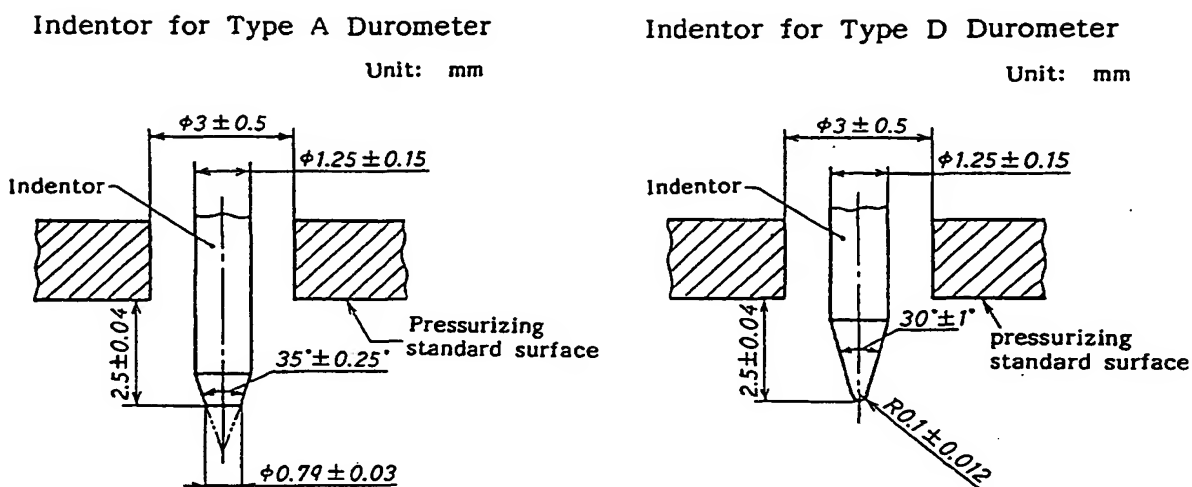 Indentor for Type A Durometer
Unit: mm
φ3±0.5
φ1.25±0.15
Indentor
2.5±0.04
Pressurizing
standard surface
35°±0.25°
φ0.79±0.03
Indentor for Type D Durometer
Unit: mm
φ3±0.5
φ1.25±0.15
Indentor
2.5±0.04
30°±1°
pressurizing
standard surface
R0.1±0.012